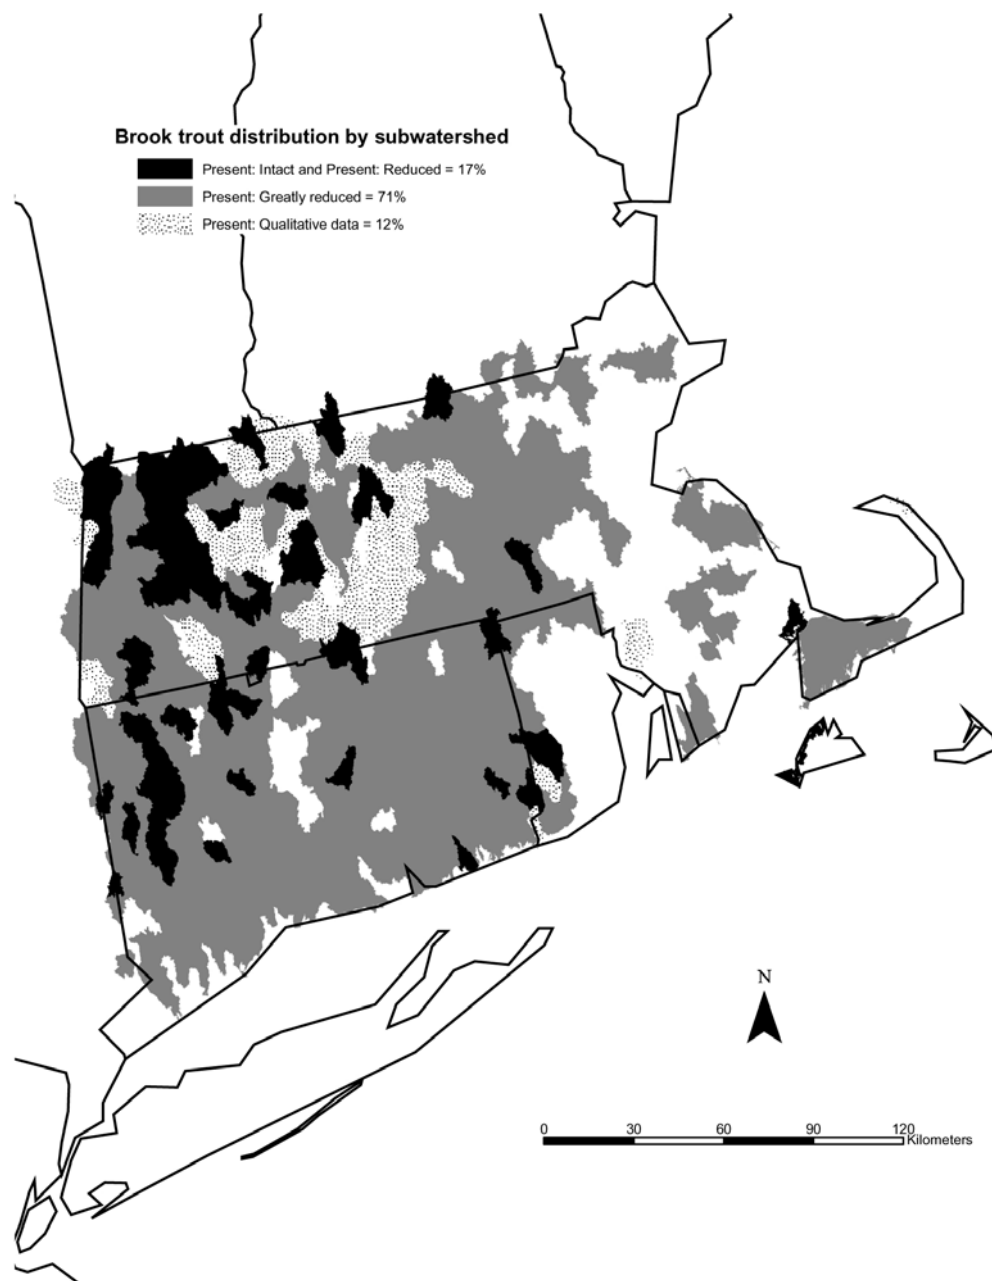 Brook trout distribution by subwatershed
Present: Intact and Present: Reduced = 17%
Present: Greatly reduced = 71%
Present: Qualitative data = 12%
N
0 30 60 90 120
Kilometers